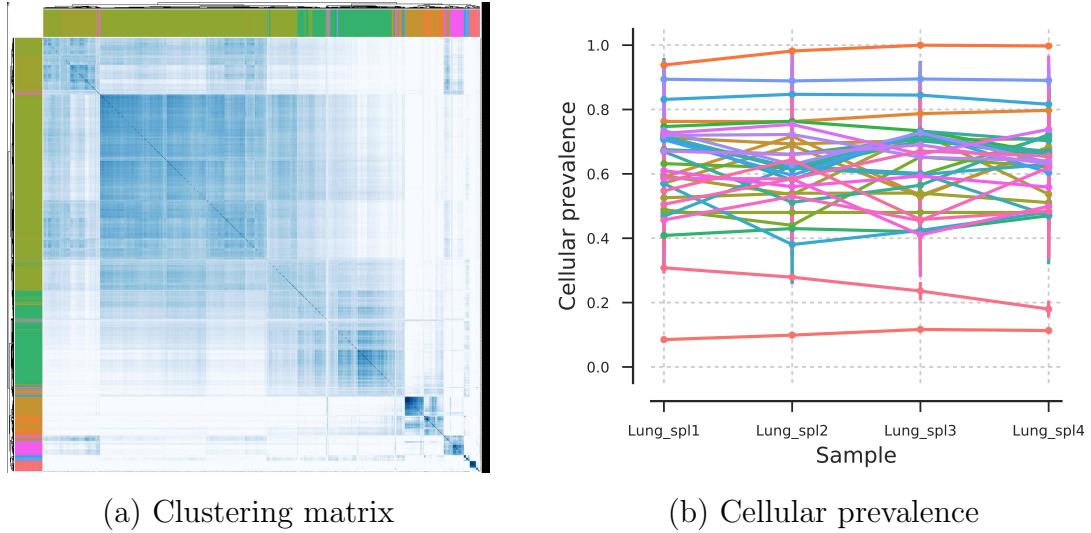 1.0
0.8
0.6
0.4
0.2
0.0
Cellular prevalence
Lung_spl1 Lung_spl2 Lung_spl3 Lung_spl4
Sample
(a) Clustering matrix
(b) Cellular prevalence